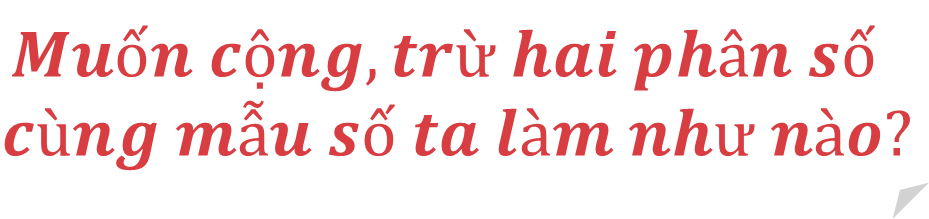 Muốn cộng, trừ hai phân số
cùng mẫu số ta làm như nào?